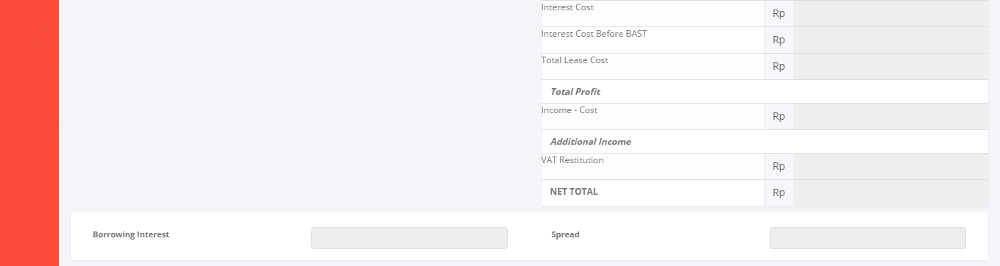 Interest Cost Rp
Interest Cost Before BAST Rp
Total Lease Cost Rp
Total Profit
Income - Cost Rp
Additional Income
VAT Restitution Rp
NET TOTAL Rp
Borrowing Interest Spread